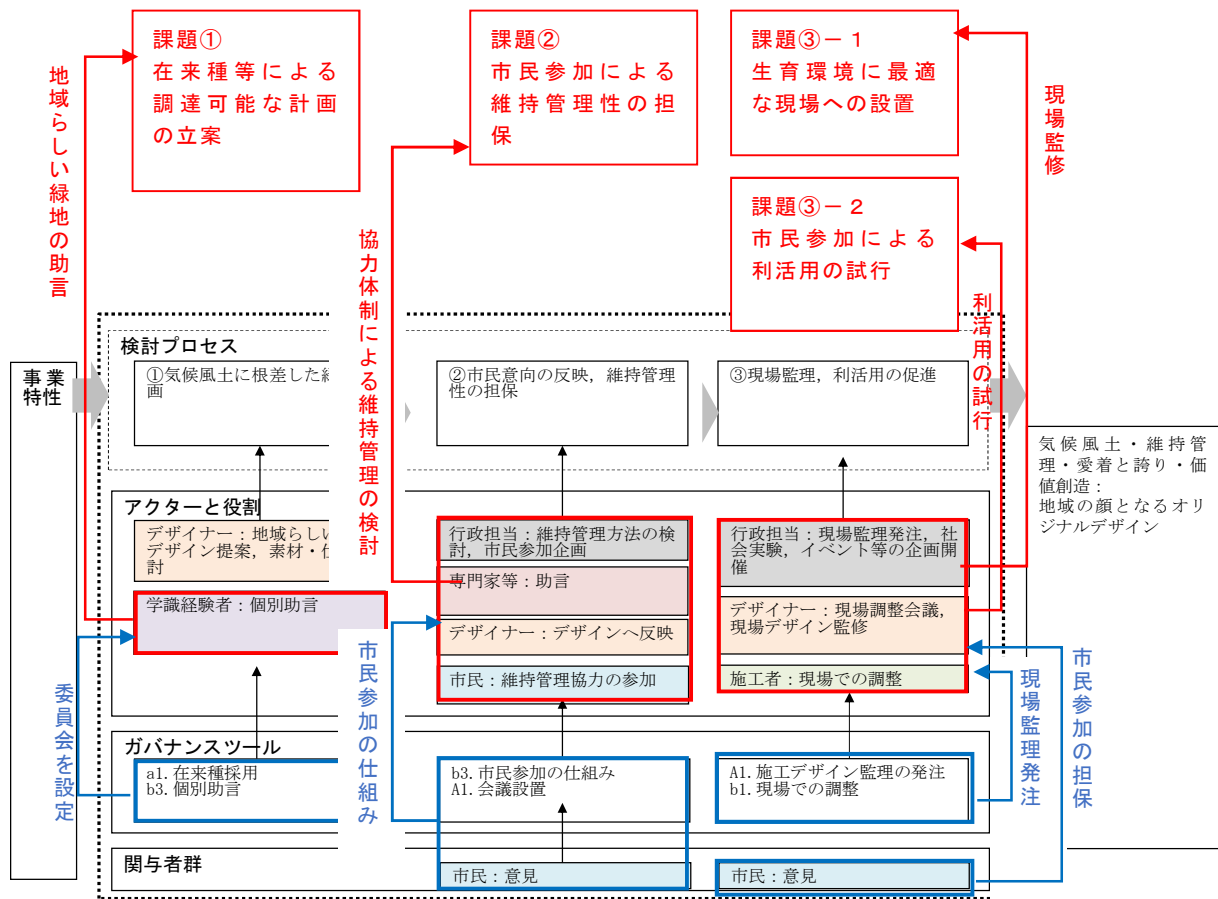 課題①
在来種等による
調達可能な計画
の立案
課題②
市民参加による
維持管理性の担
保
課題③－１
生育環境に最適
な現場への設置
課題③－２
市民参加による
利活用の試行
地域らしい緑地の助言
協力体制による維持管理の検討
現場監修
利活用の試行
検討プロセス
事業
特性
①気候風土に根差した
画
②市民意向の反映，維持管理
性の担保
③現場監理，利活用の促進
気候風土・維持管
理・愛着と誇り・価
値創造：
地域の顔となるオリ
ジナルデザイン
アクターと役割
デザイナー：地域らしい
デザイン提案，素材・
討
学識経験者：個別助言
行政担当：維持管理方法の検
討，市民参加企画
専門家等：助言
デザイナー：デザインへ反映
市民：維持管理協力の参加
行政担当：現場監理発注，社
会実験，イベント等の企画開
催
デザイナー：現場調整会議，
現場デザイン監修
施工者：現場での調整
委員会を設定
市民参加の仕組み
現場監理発注
市民参加の担保
ガバナンスツール
a1．在来種採用
b3．個別助言
b3．市民参加の仕組み
A1．会議設置
A1．施工デザイン監理の発注
b1．現場での調整
関与者群
市民：意見
市民：意見